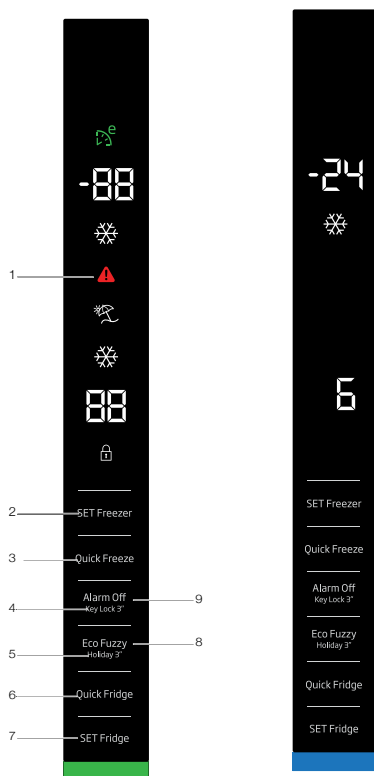 e
-88
1
88
2 SET Freezer
3 Quick Freeze
Alarm Off 9
4 Key Lock 3"
Eco Fuzzy 8
5 Holiday 3"
6 Quick Fridge
7 SET Fridge
-24
6
SET Freezer
Quick Freeze
Alarm Off
Key Lock 3"
Eco Fuzzy
Holiday 3"
Quick Fridge
SET Fridge